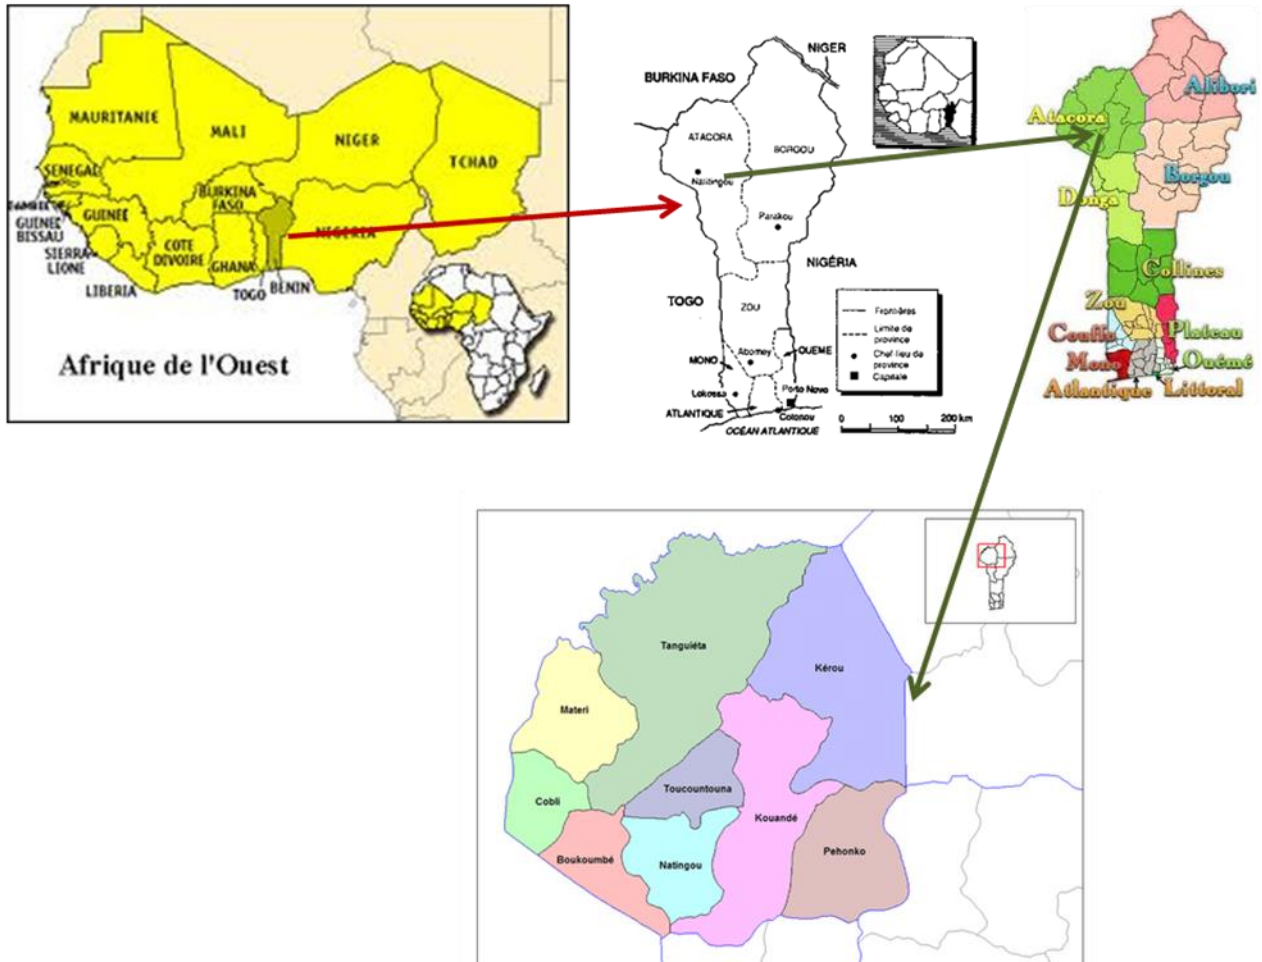 MAURITANIE
MALI
NIGER
TCHAD
SENEGAL
BURKINA
FASO
GUINEE
GUINEE
BISSAU
SIERRA
LIONE
COTE
DIVOIRE
GHANA
NIGERIA
LIBERIA
TOGO
BENIN
Afrique de l'Ouest
NIGER
BURKINA FASO
ATACORA
BORGOU
Natitingou
Parakou
NIGÉRIA
TOGO
ZOU
Abomey
OUEME
MONO
Lokossa
Porto Novo
ATLANTIQUE
Cotonou
OCÉAN ATLANTIQUE
Frontières
Limite de
province
Chef lieu de
province
Capitale
0 100 200 km
Alibori
Atacora
Borgou
Donga
Collines
Zou
Couffo
Plateau
Mono
Ouémé
Atlantique
Littoral
Tanguiéta
Kérou
Materi
Cobli
Toucountouna
Kouandé
Boukoumbé
Natingou
Pehonko